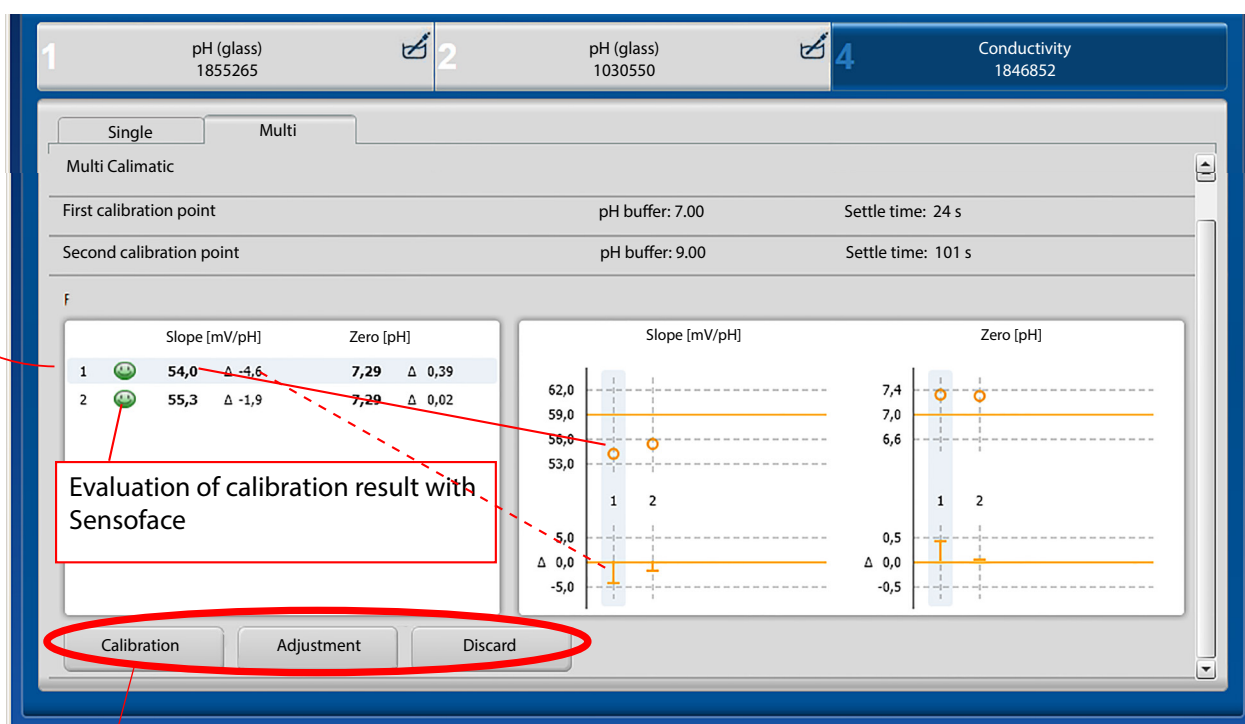 1 pH (glass) 2 pH (glass) 4 Conductivity
1855265 1030550 1846852
Single Multi
Multi Calimatic
First calibration point pH buffer: 7.00 Settle time: 24 s
Second calibration point pH buffer: 9.00 Settle time: 101 s
F
Slope [mV/pH] Zero [pH]
1 54,0 Δ -4,6 7,29 Δ 0,39
2 55,3 Δ -1,9 7,29 Δ 0,02
Evaluation of calibration result with
Sensoface
Slope [mV/pH]
62,0
59,0
56,0
53,0
1 2
5,0
Δ 0,0
-5,0
Zero [pH]
7,4
7,0
6,6
1 2
0,5
Δ 0,0
-0,5
Calibration Adjustment Discard